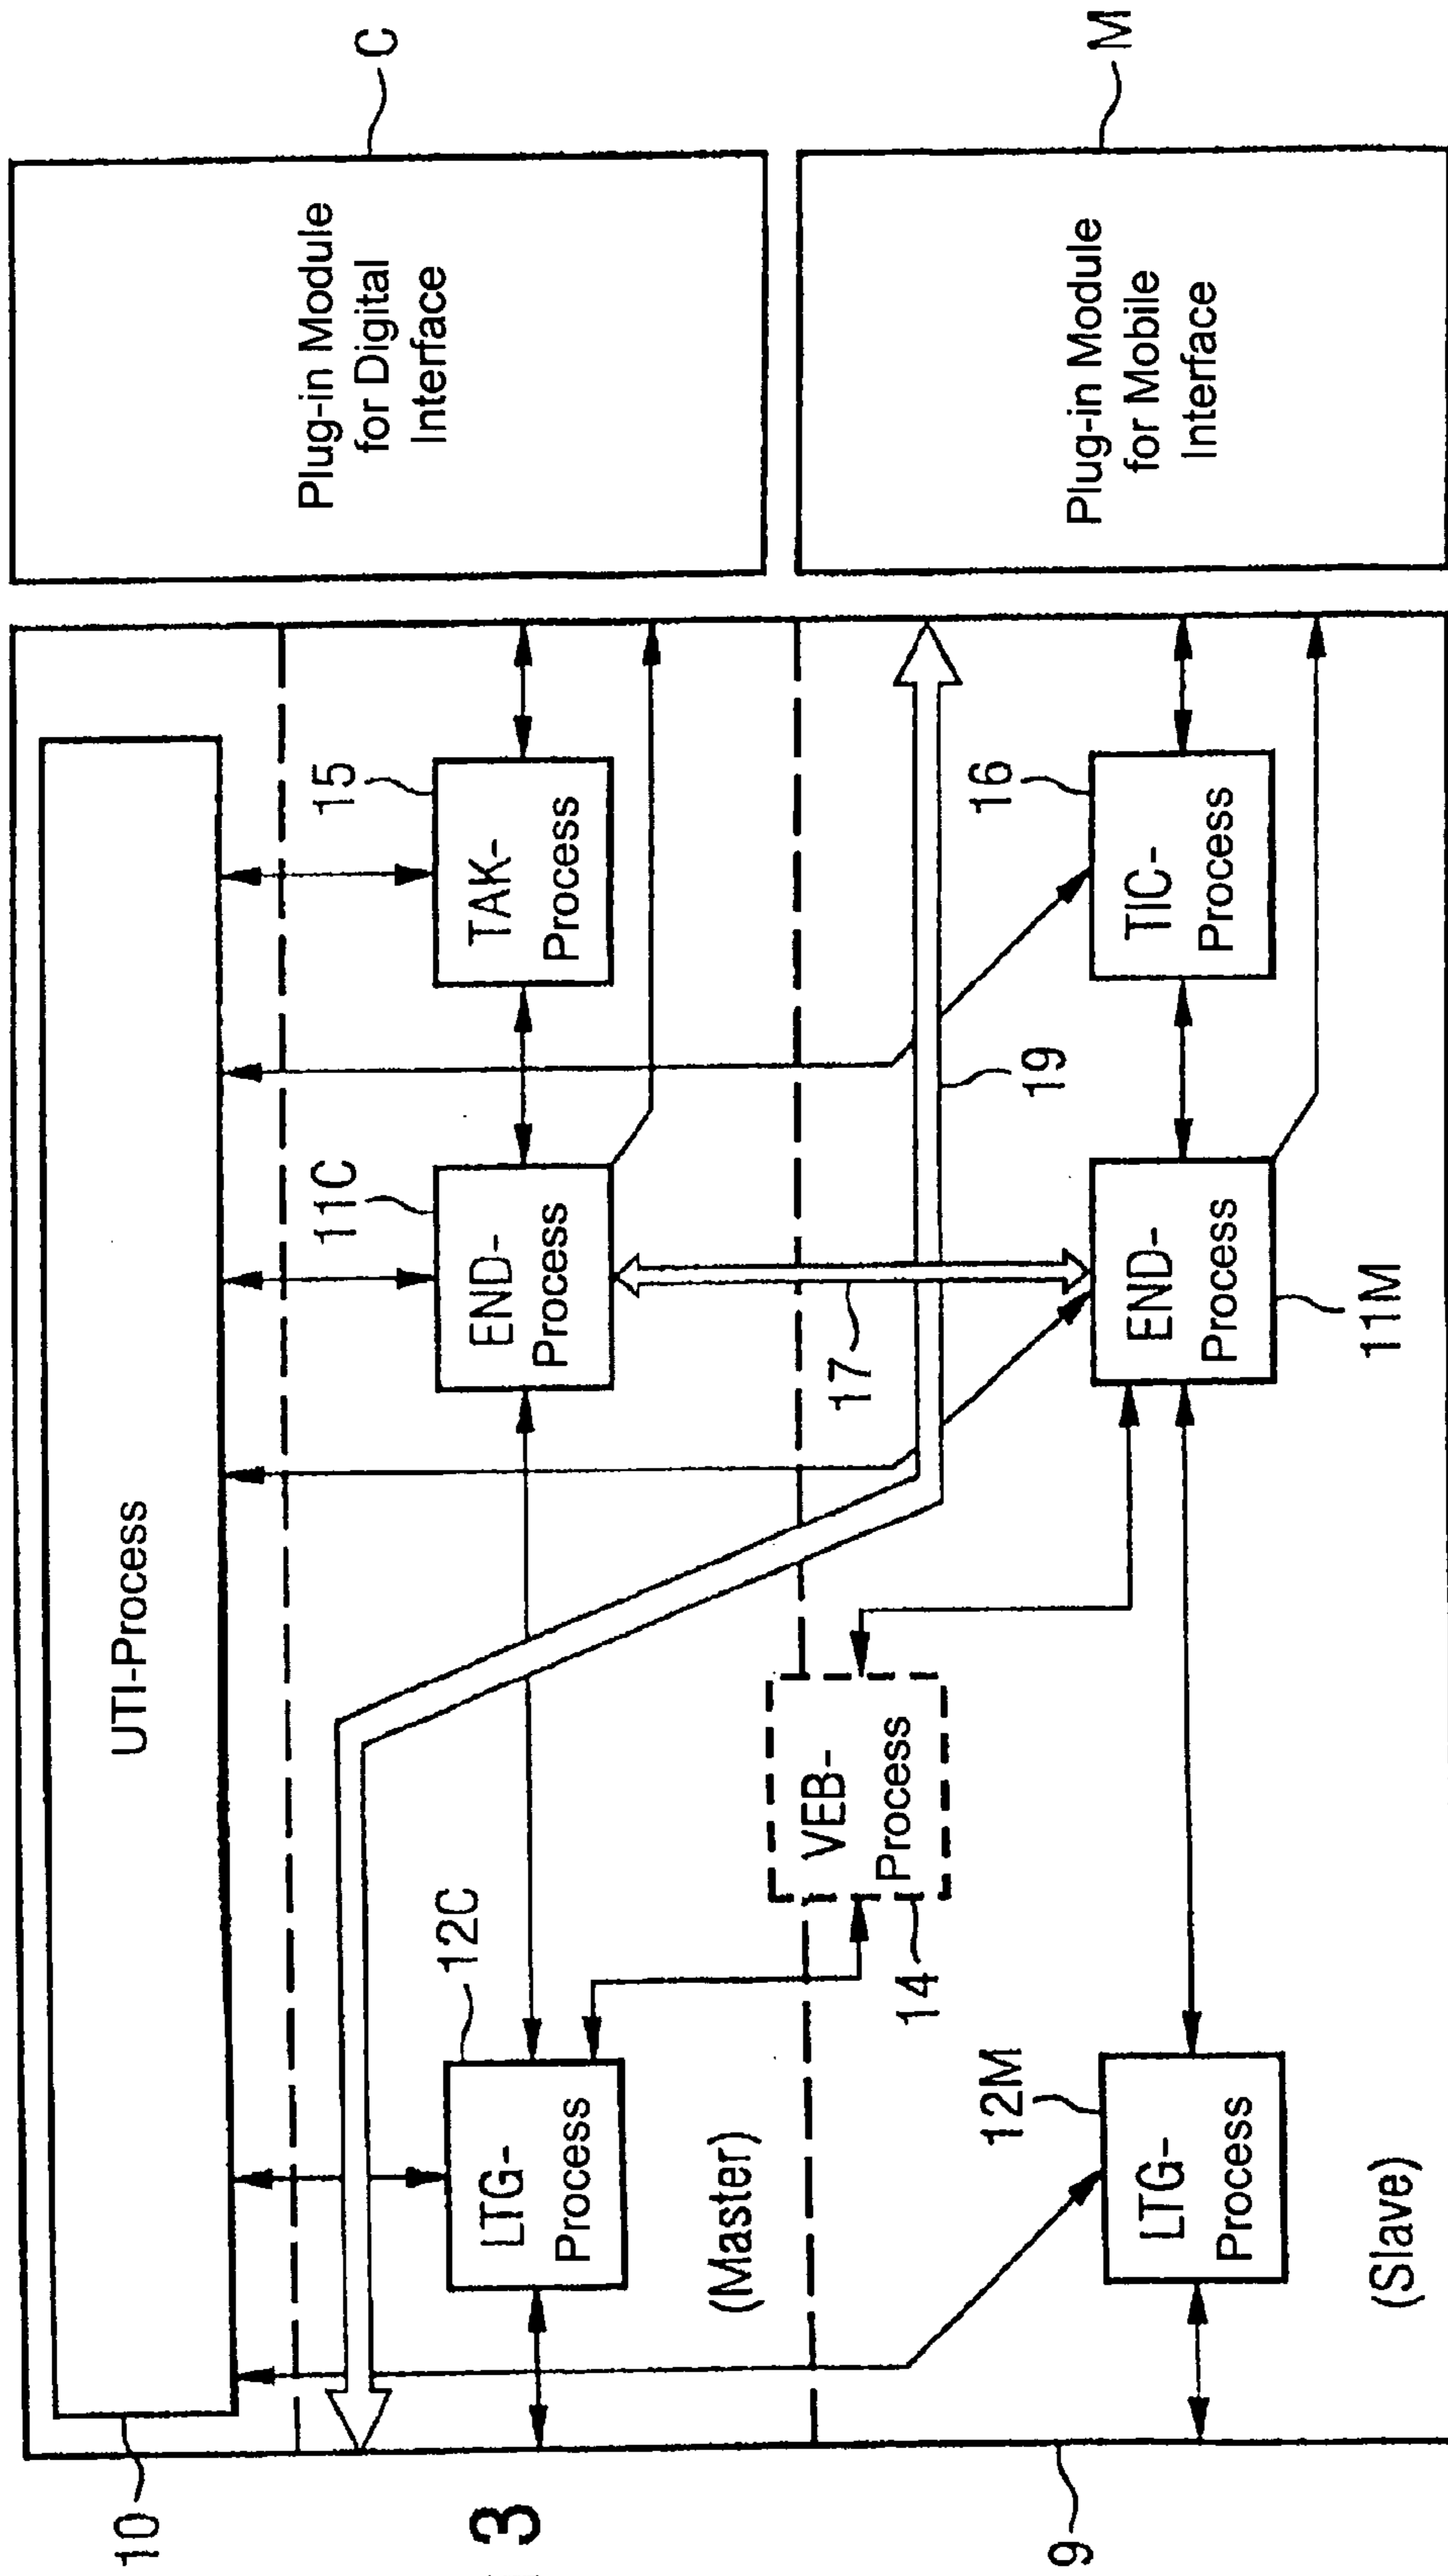 10
UTI-Process
12C
LTG-
Process
11C
END-
Process
15
TAK-
Process
Plug-in Module
for Digital
Interface
C
3
(Master)
14
VEB-
Process
17
19
12M
LTG-
Process
END-
Process
11M
16
TIC-
Process
Plug-in Module
for Mobile
Interface
M
9
(Slave)